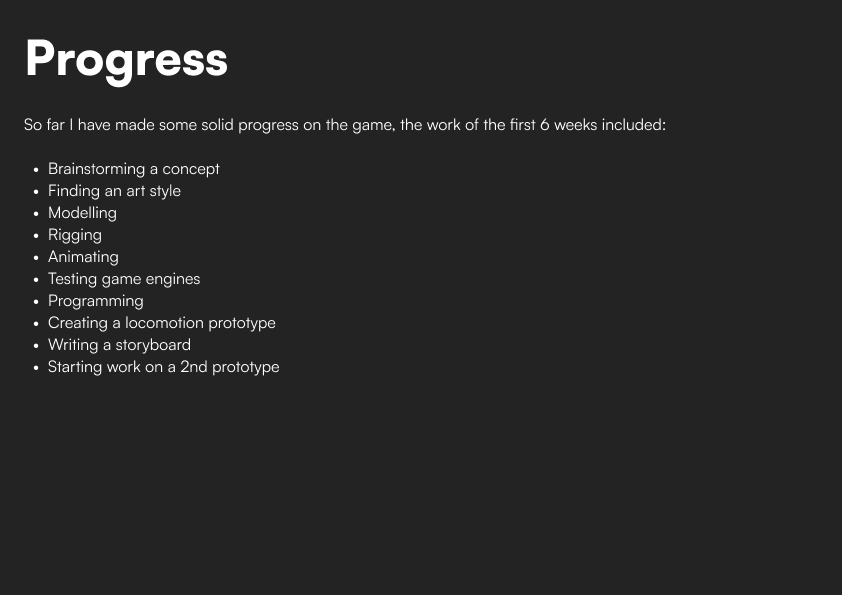 Progress
So far I have made some solid progress on the game, the work of the first 6 weeks included:
• Brainstorming a concept
• Finding an art style
• Modelling
• Rigging
• Animating
• Testing game engines
• Programming
• Creating a locomotion prototype
• Writing a storyboard
• Starting work on a 2nd prototype